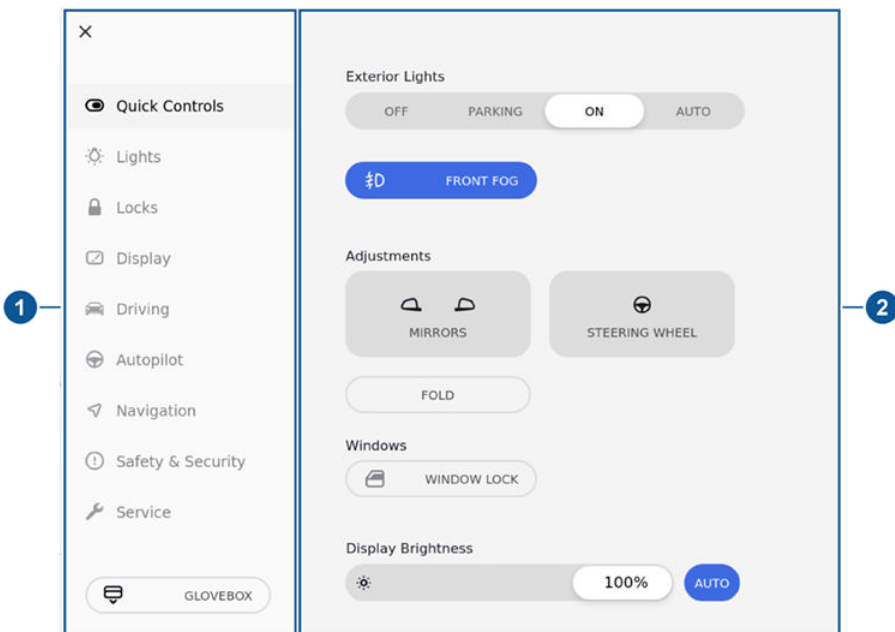 Quick Controls
Lights
Locks
Display
Driving
Autopilot
Navigation
Safety & Security
Service
GLOVEBOX
1
Exterior Lights
OFF PARKING ON AUTO
FRONT FOG
Adjustments
MIRRORS STEERING WHEEL
FOLD
Windows
WINDOW LOCK
Display Brightness
100% AUTO
2